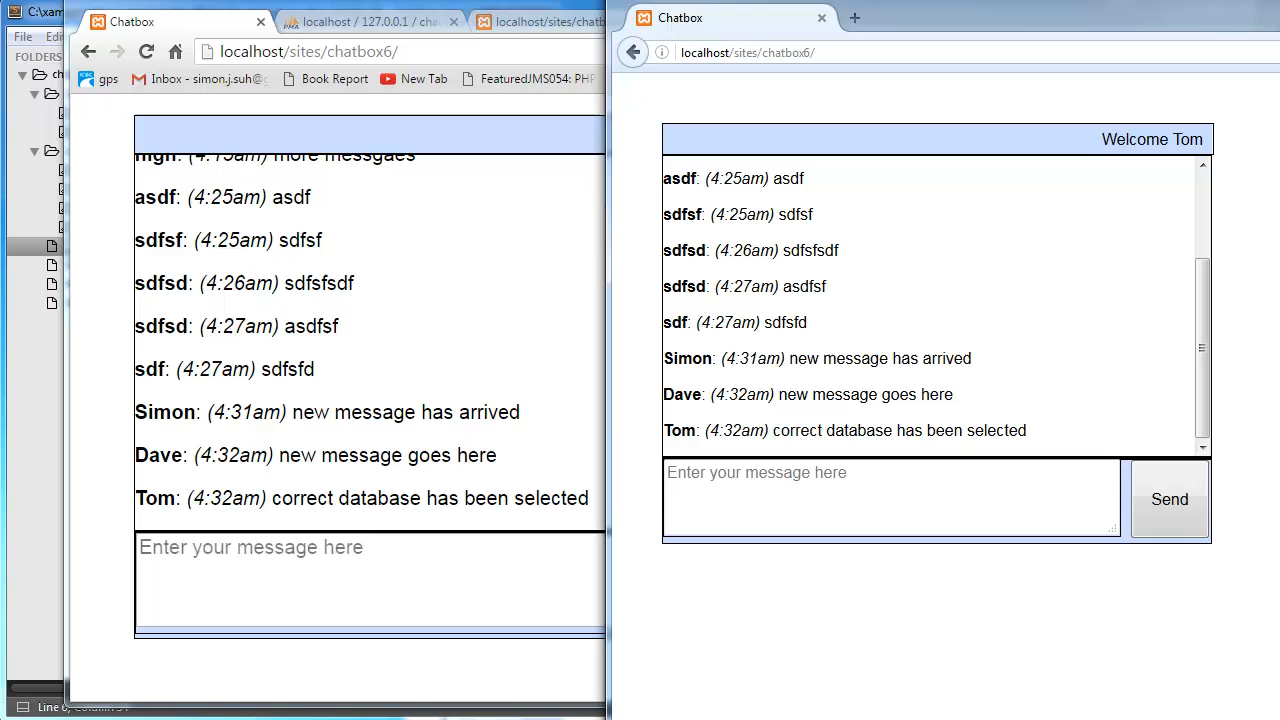 C:\xam
File Edi
FOLDERS
Chatbox
localhost / 127.0.0.1 / cha
localhost/sites/chatb
localhost/sites/chatbox6/
gps
Inbox - simon.j.suh@g
Book Report
New Tab
FeaturedJMS054: PHP
asdf: (4:25am) asdf
sdfsf: (4:25am) sdfsf
sdfsd: (4:26am) sdfsfsdf
sdfsd: (4:27am) asdfsf
sdf: (4:27am) sdfsfd
Simon: (4:31am) new message has arrived
Dave: (4:32am) new message goes here
Tom: (4:32am) correct database has been selected
Enter your message here
Chatbox
localhost/sites/chatbox6/
Welcome Tom
asdf: (4:25am) asdf
sdfsf: (4:25am) sdfsf
sdfsd: (4:26am) sdfsfsdf
sdfsd: (4:27am) asdfsf
sdf: (4:27am) sdfsfd
Simon: (4:31am) new message has arrived
Dave: (4:32am) new message goes here
Tom: (4:32am) correct database has been selected
Enter your message here
Send